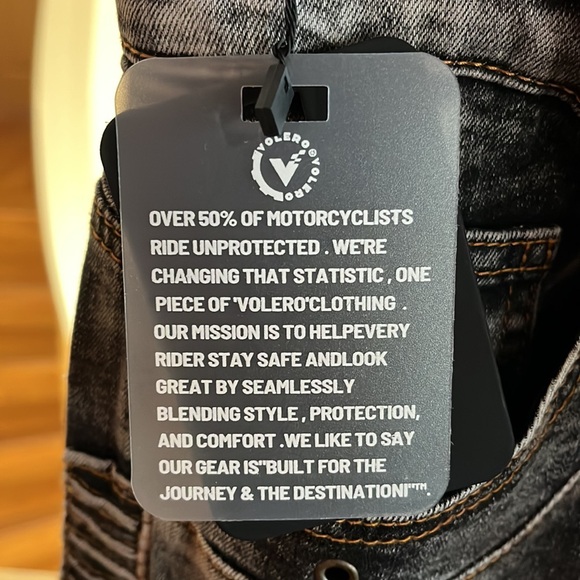 VOLERO® VOLERO
V
OVER 50% OF MOTORCYCLISTS
RIDE UNPROTECTED . WE'RE
CHANGING THAT STATISTIC , ONE
PIECE OF 'VOLERO'CLOTHING .
OUR MISSION IS TO HELPEVERY
RIDER STAY SAFE ANDLOOK
GREAT BY SEAMLESSLY
BLENDING STYLE , PROTECTION,
AND COMFORT .WE LIKE TO SAY
OUR GEAR IS"BUILT FOR THE
JOURNEY & THE DESTINATION!"™.